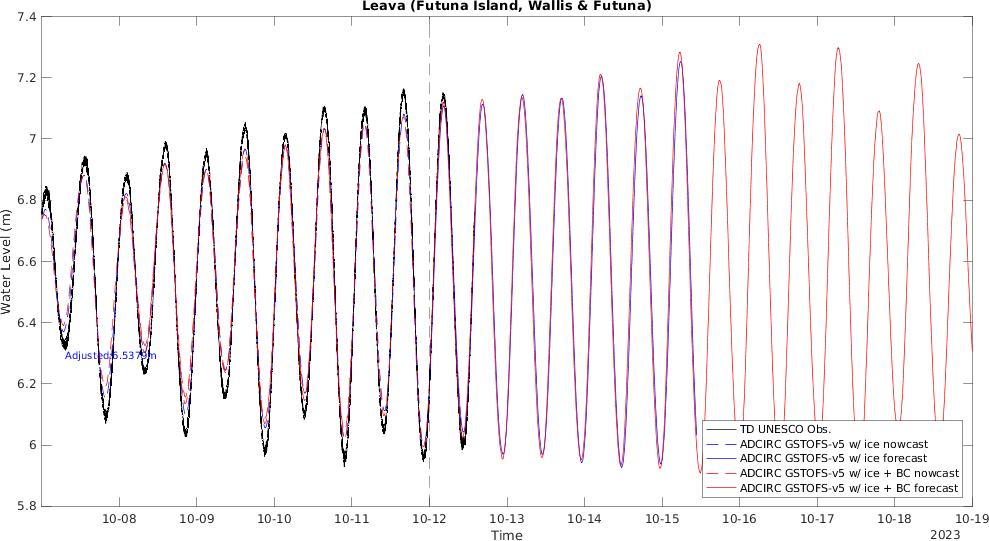 Leava (Futuna Island, Wallis & Futuna)
7.4
7.2
7
6.8
6.6
6.4
6.2
6
5.8
Water Level (m)
Adjusted:6.5379m
TD UNESCO Obs.
ADCIRC GSTOFS-v5 w/ ice nowcast
ADCIRC GSTOFS-v5 w/ ice forecast
ADCIRC GSTOFS-v5 w/ ice + BC nowcast
ADCIRC GSTOFS-v5 w/ ice + BC forecast
10-08 10-09 10-10 10-11 10-12 10-13 10-14 10-15 10-16 10-17 10-18 10-19
Time
2023